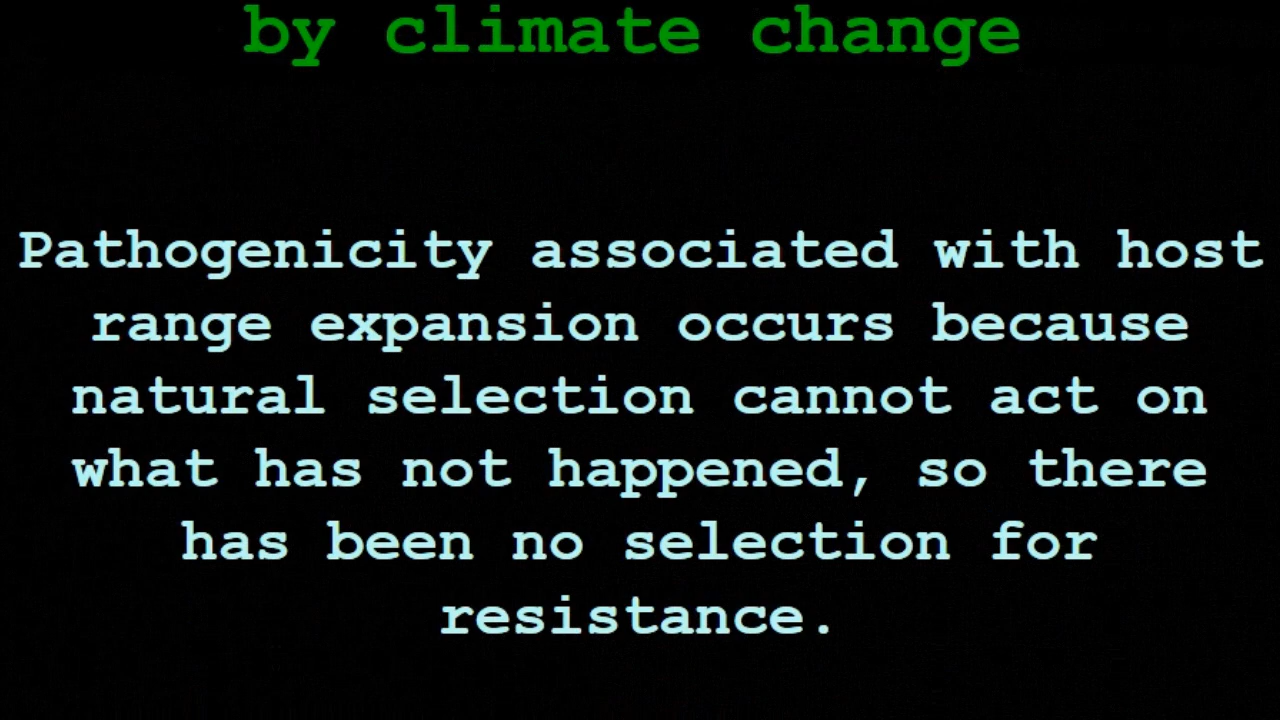 by climate change
Pathogenicity associated with host
range expansion occurs because
natural selection cannot act on
what has not happened, so there
has been no selection for
resistance.